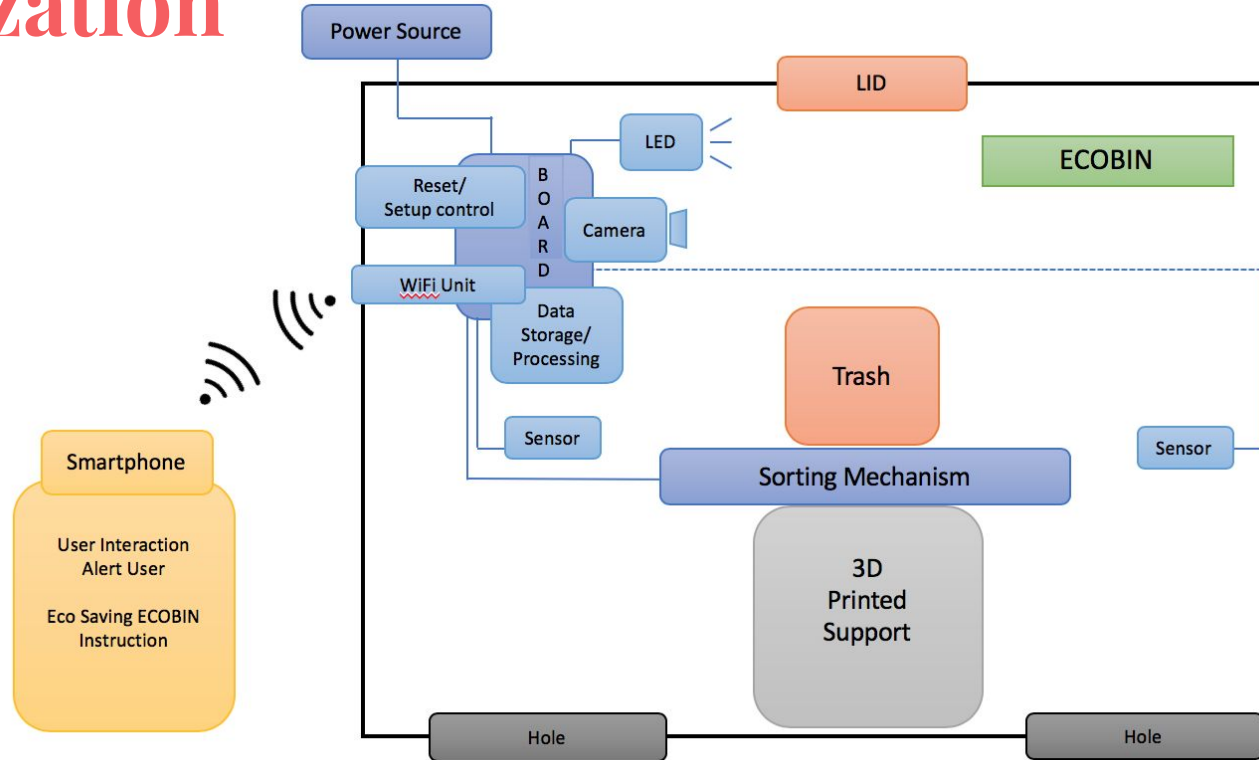 zation
Power Source
LID
LED
ECOBIN
BOARD
Reset/
Setup control
Camera
WiFi Unit
Data
Storage/
Processing
Trash
Sensor
Sensor
Smartphone
Sorting Mechanism
User Interaction
Alert User
Eco Saving ECOBIN
Instruction
3D
Printed
Support
Hole
Hole